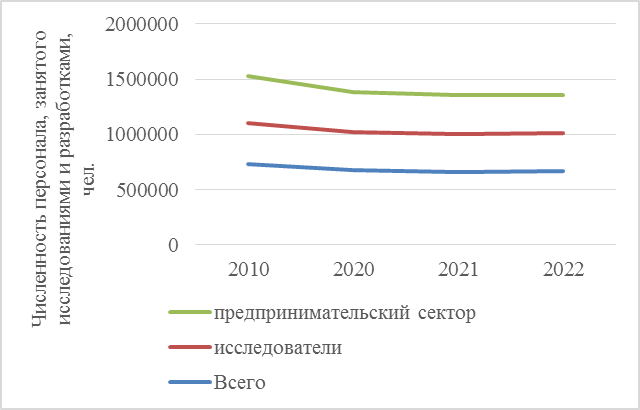 Численность персонала, занятого
исследованиями и разработками,
чел.
2000000
1500000
1000000
500000
0
2010 2020 2021 2022
предпринимательский сектор
исследователи
Всего